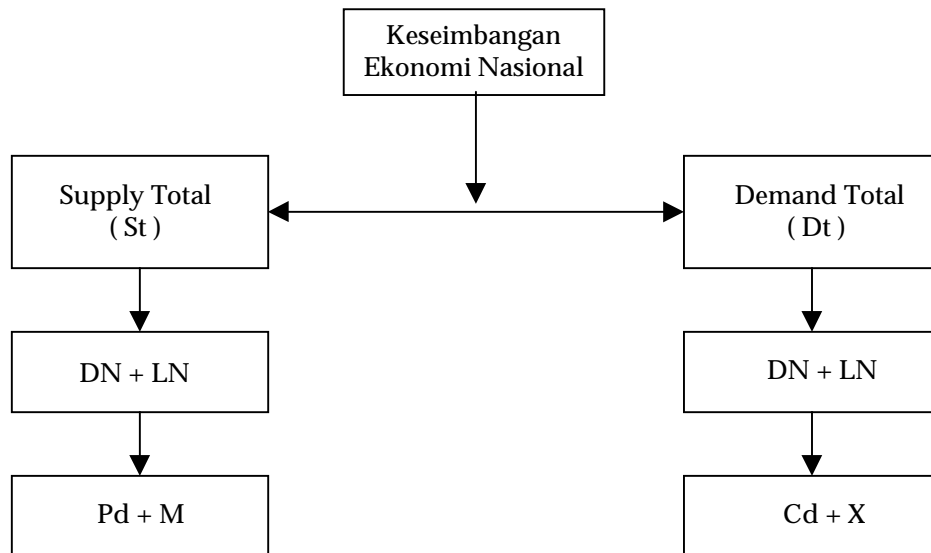 Keseimbangan
Ekonomi Nasional
Supply Total
( St )
Demand Total
( Dt )
DN + LN
DN + LN
Pd + M
Cd + X